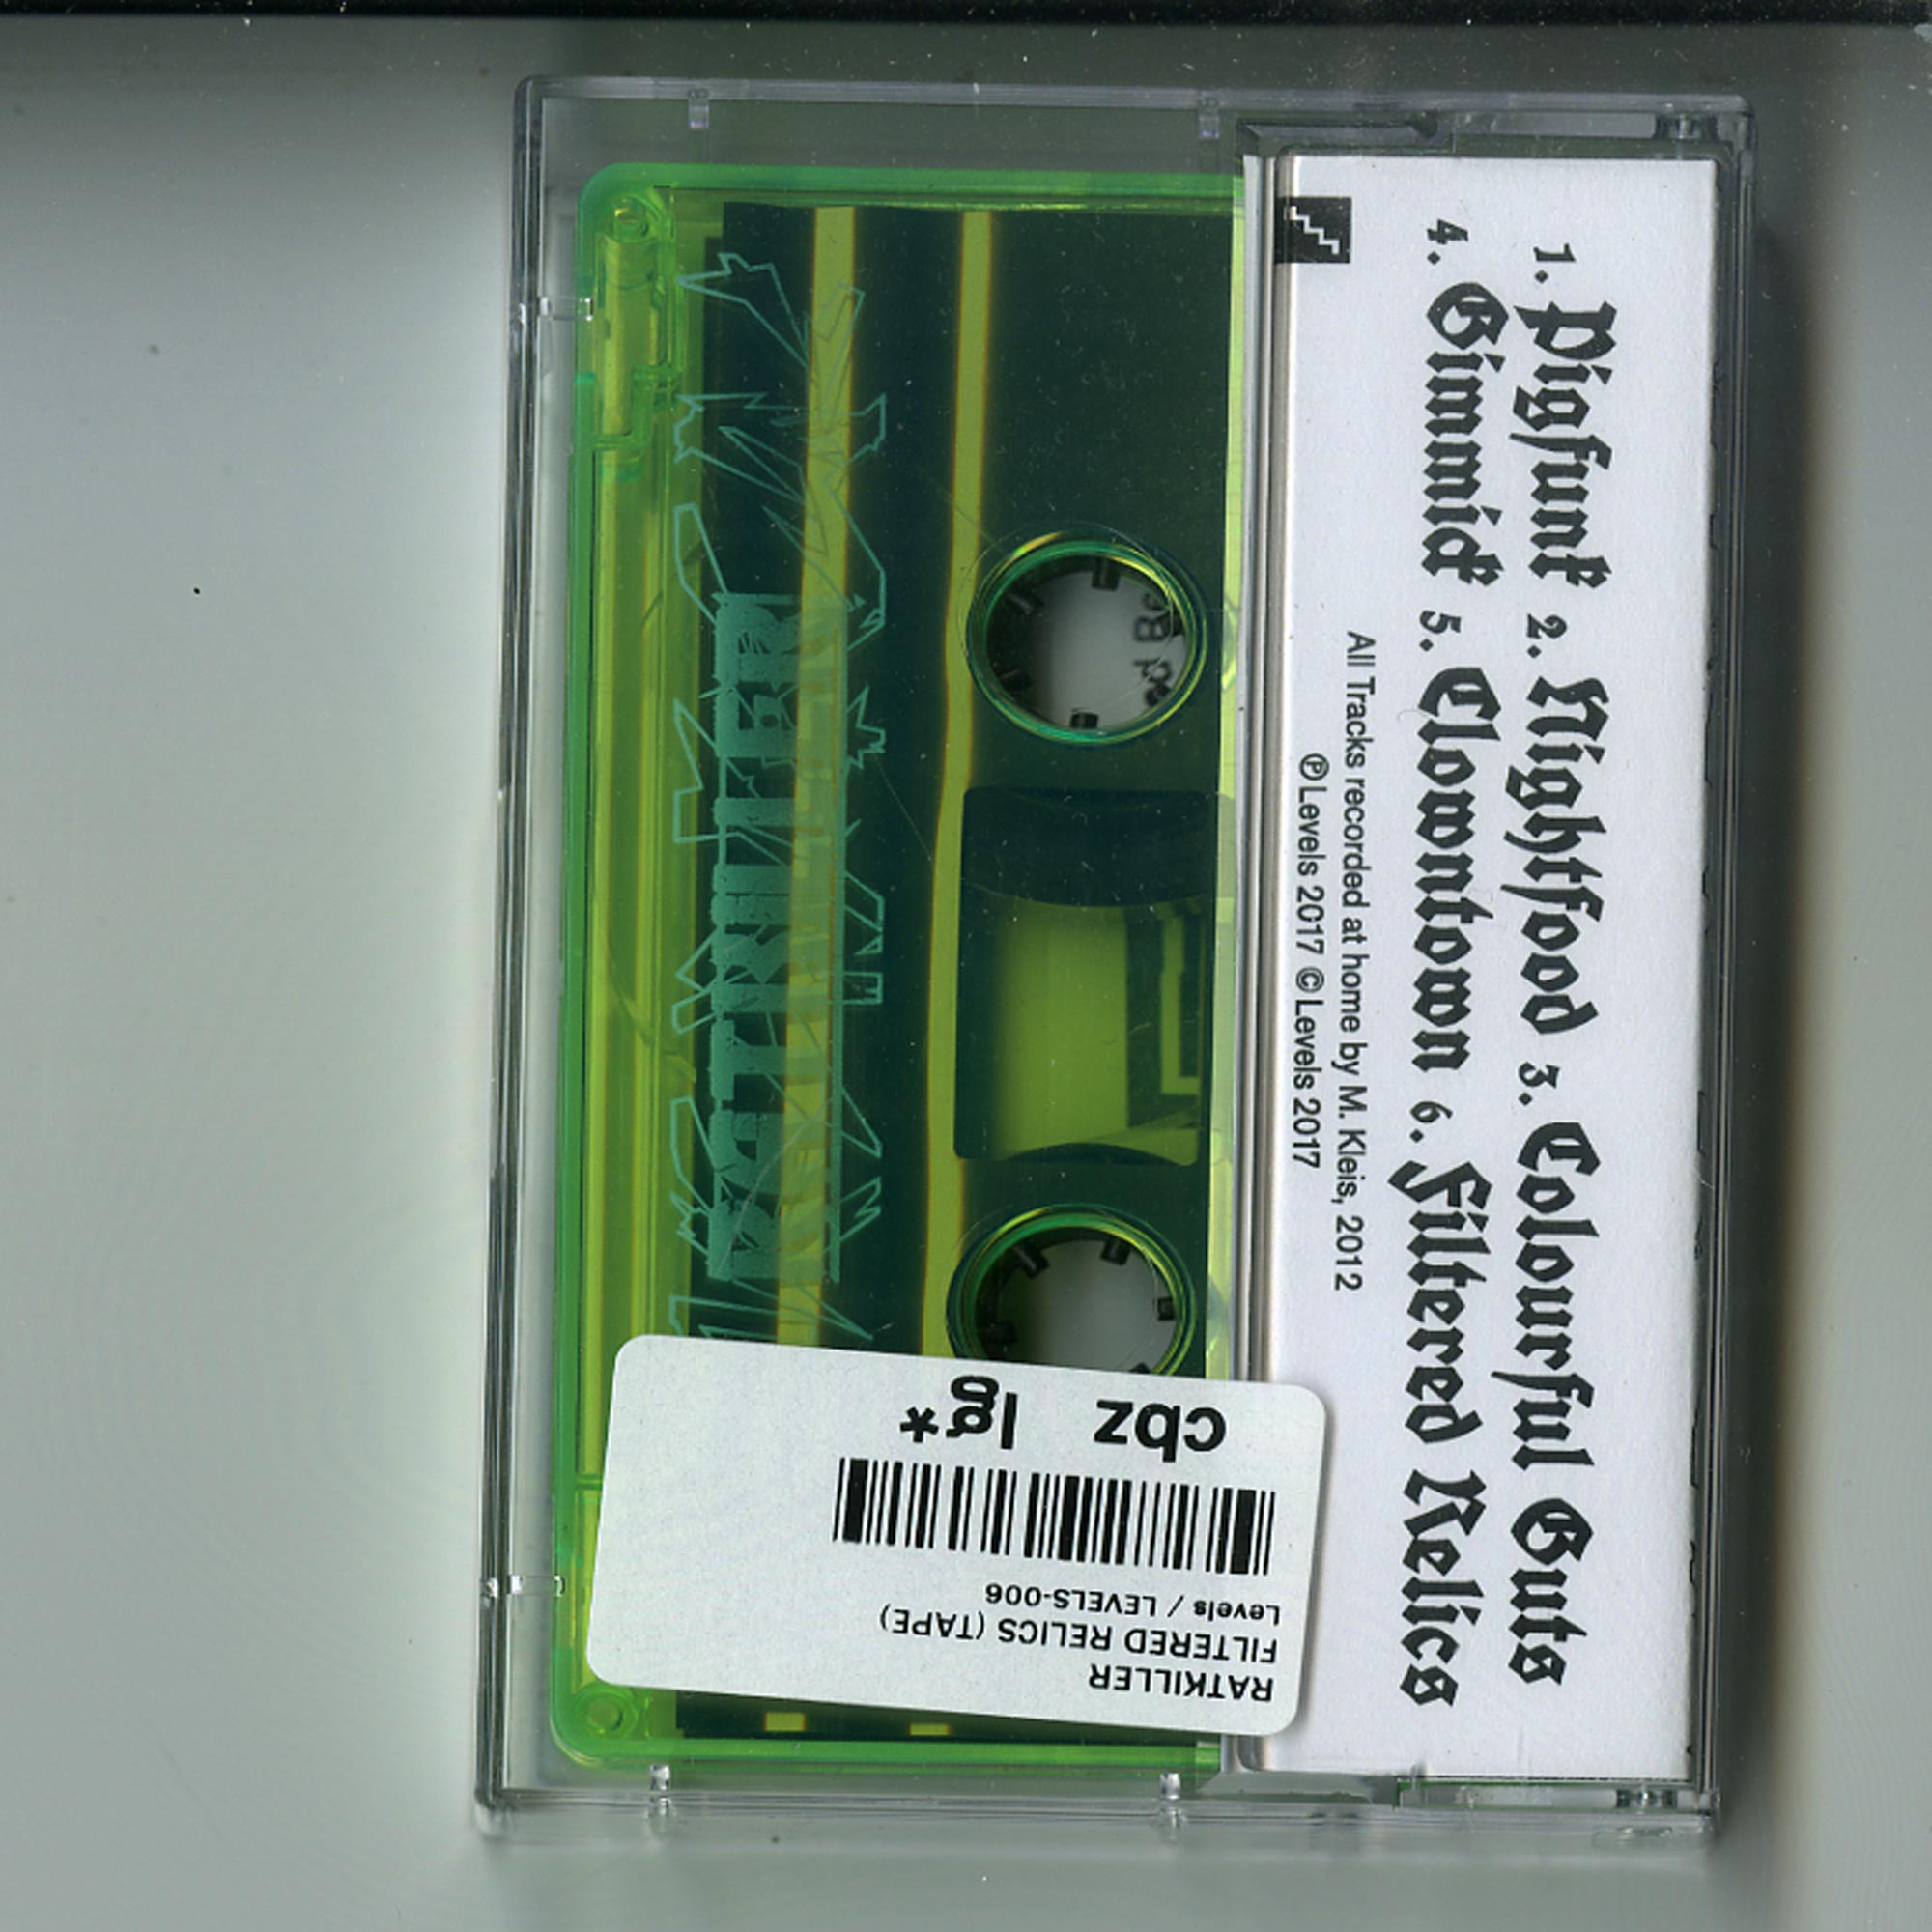 1. Pigfunk 2. Nightfood 3. Colourful Guts
4. Gimmick 5. Clowntown 6. Filtered Relics
All Tracks recorded at home by M. Kleis, 2012
℗ Levels 2017 © Levels 2017
RATKILLER
RATKILLER
FILTERED RELICS (TAPE)
Levels / LEVELS-006
cbz lg*